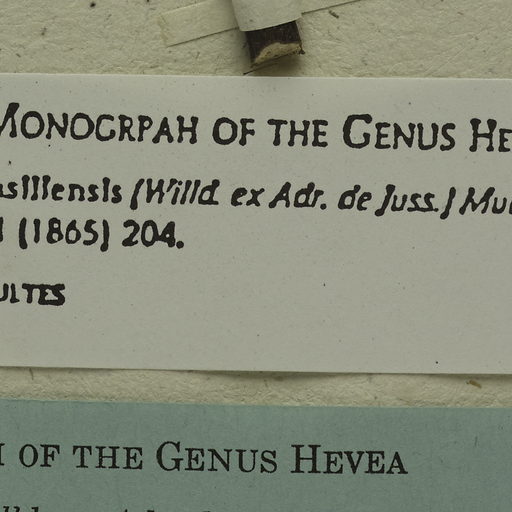 MONOGRPAH OF THE GENUS HE
asiliensis (Willd. ex Adr. de Juss.) Mu
(1865) 204.
ULTES
OF THE GENUS HEVEA